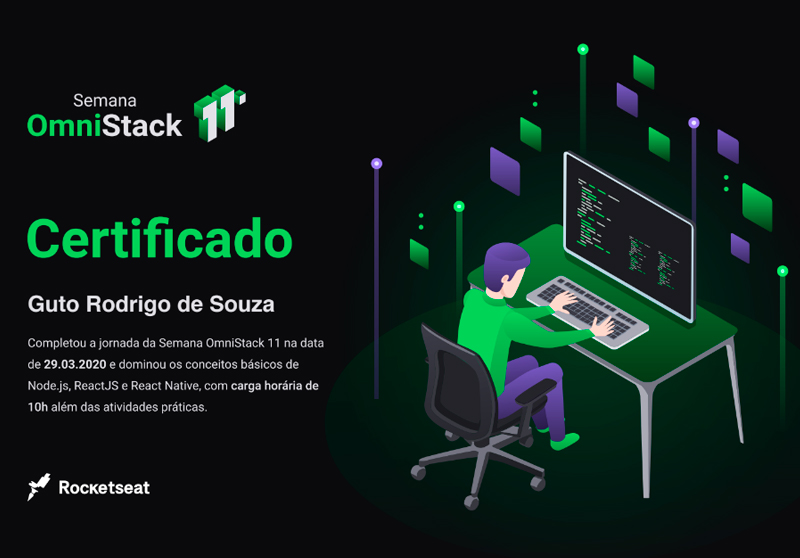 Semana
OmniStack 11
Certificado
Guto Rodrigo de Souza
Completou a jornada da Semana OmniStack 11 na data
de 29.03.2020 e dominou os conceitos básicos de
Node.js, ReactJS e React Native, com carga horária de
10h além das atividades práticas.
Rocketseat